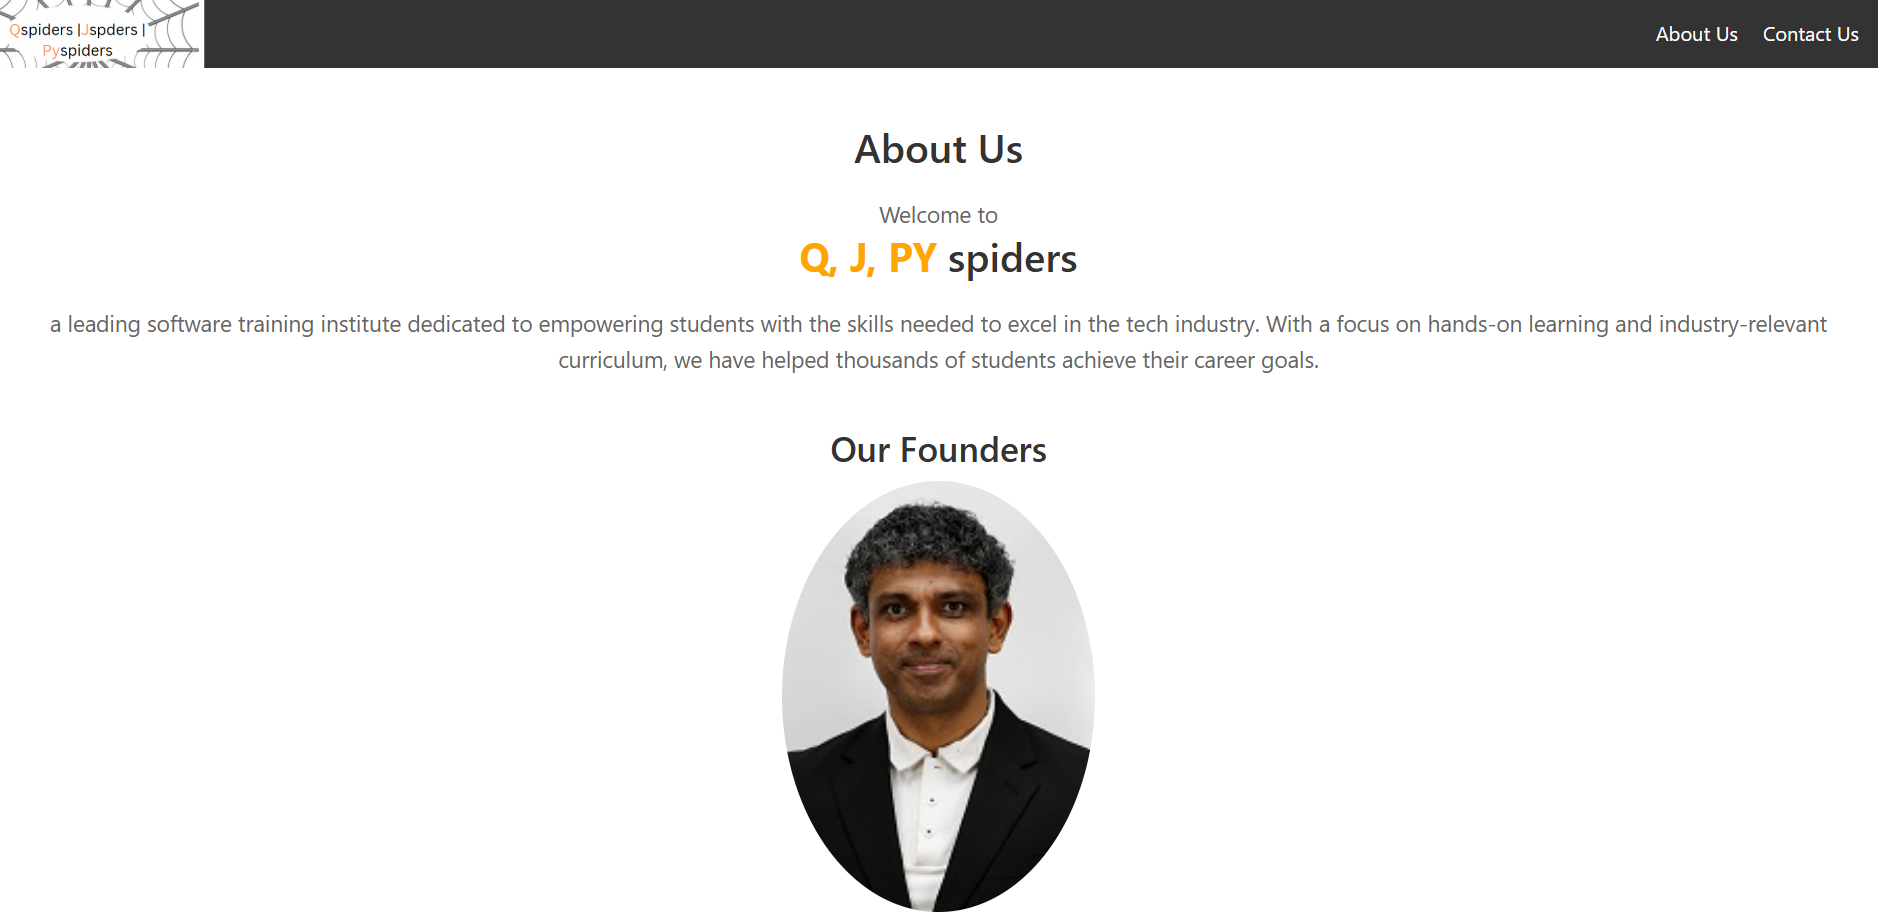 Qspiders |Jspders |
Pyspiders
About Us
Contact Us
About Us
Welcome to
Q, J, PY spiders
a leading software training institute dedicated to empowering students with the skills needed to excel in the tech industry. With a focus on hands-on learning and industry-relevant
curriculum, we have helped thousands of students achieve their career goals.
Our Founders